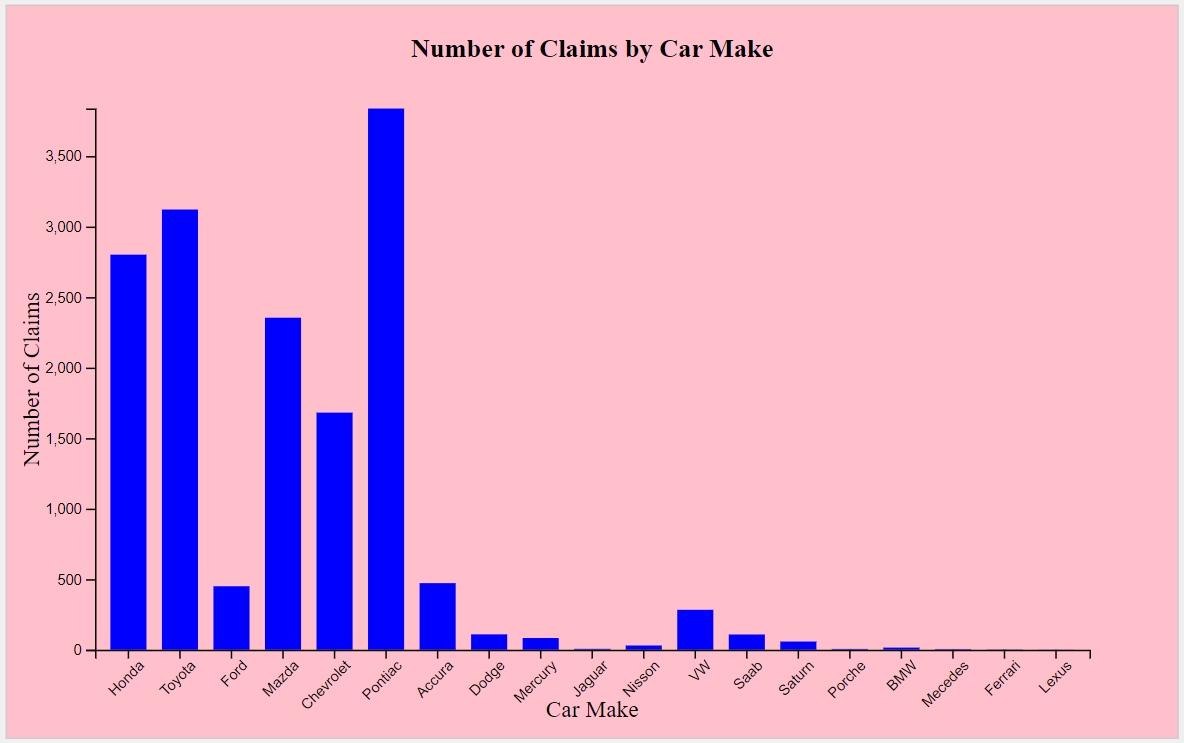 Number of Claims by Car Make
3,500
3,000
2,500
2,000
1,500
1,000
500
0
Number of Claims
Honda
Toyota
Ford
Mazda
Chevrolet
Pontiac
Accura
Dodge
Mercury
Jaguar
Nisson
VW
Saab
Saturn
Porche
BMW
Mecedes
Ferrari
Lexus
Car Make